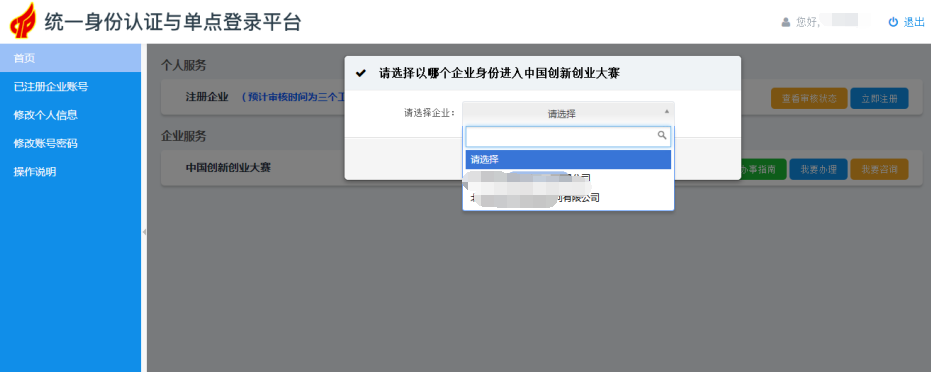 统一身份认证与单点登录平台
您好,
退出
首页
已注册企业账号
修改个人信息
修改账号密码
操作说明
个人服务
注册企业 （预计审核时间为三个工
查看审核状态
立即注册
企业服务
中国创新创业大赛
办事指南
我要办理
我要咨询
请选择以哪个企业身份进入中国创新创业大赛
请选择企业：
请选择
请选择
公司
有限公司